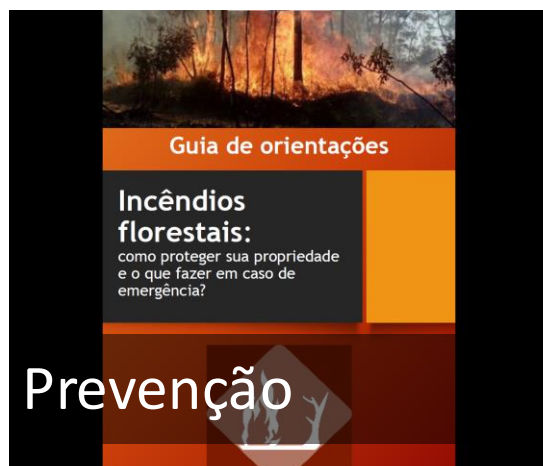 Guia de orientações
Incêndios
florestais:
como proteger sua propriedade
e o que fazer em caso de
emergência?
Prevenção